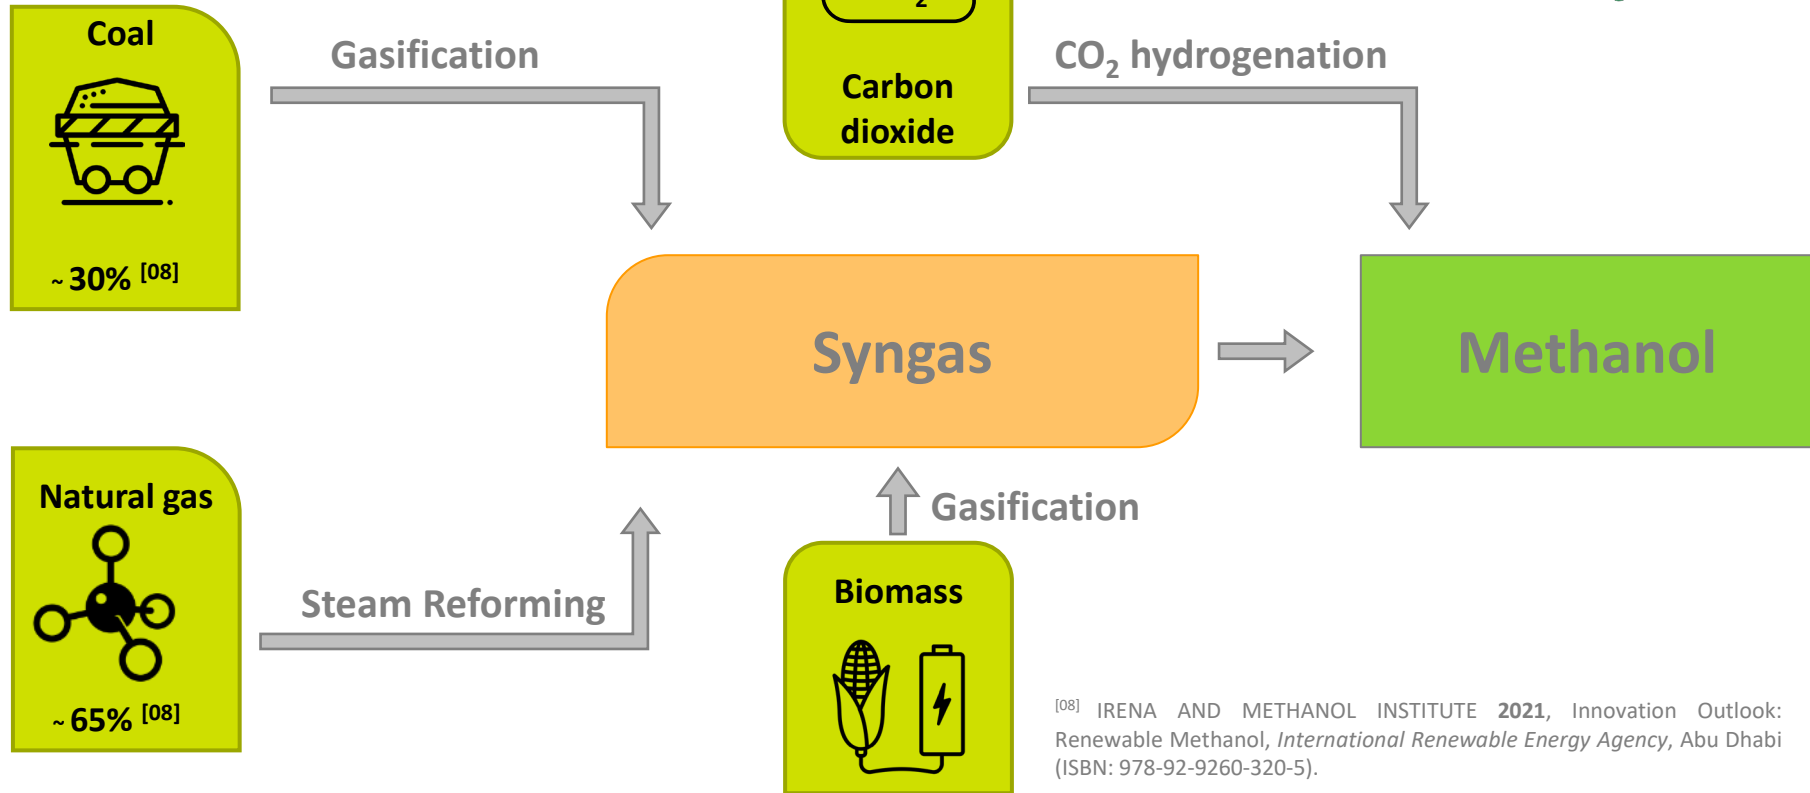 Coal
~ 30% [08]
Gasification
2
Carbon
dioxide
CO₂ hydrogenation
Syngas
Methanol
Natural gas
~ 65% [08]
Steam Reforming
Gasification
Biomass
[08] IRENA AND METHANOL INSTITUTE 2021, Innovation Outlook:
Renewable Methanol, International Renewable Energy Agency, Abu Dhabi
(ISBN: 978-92-9260-320-5).